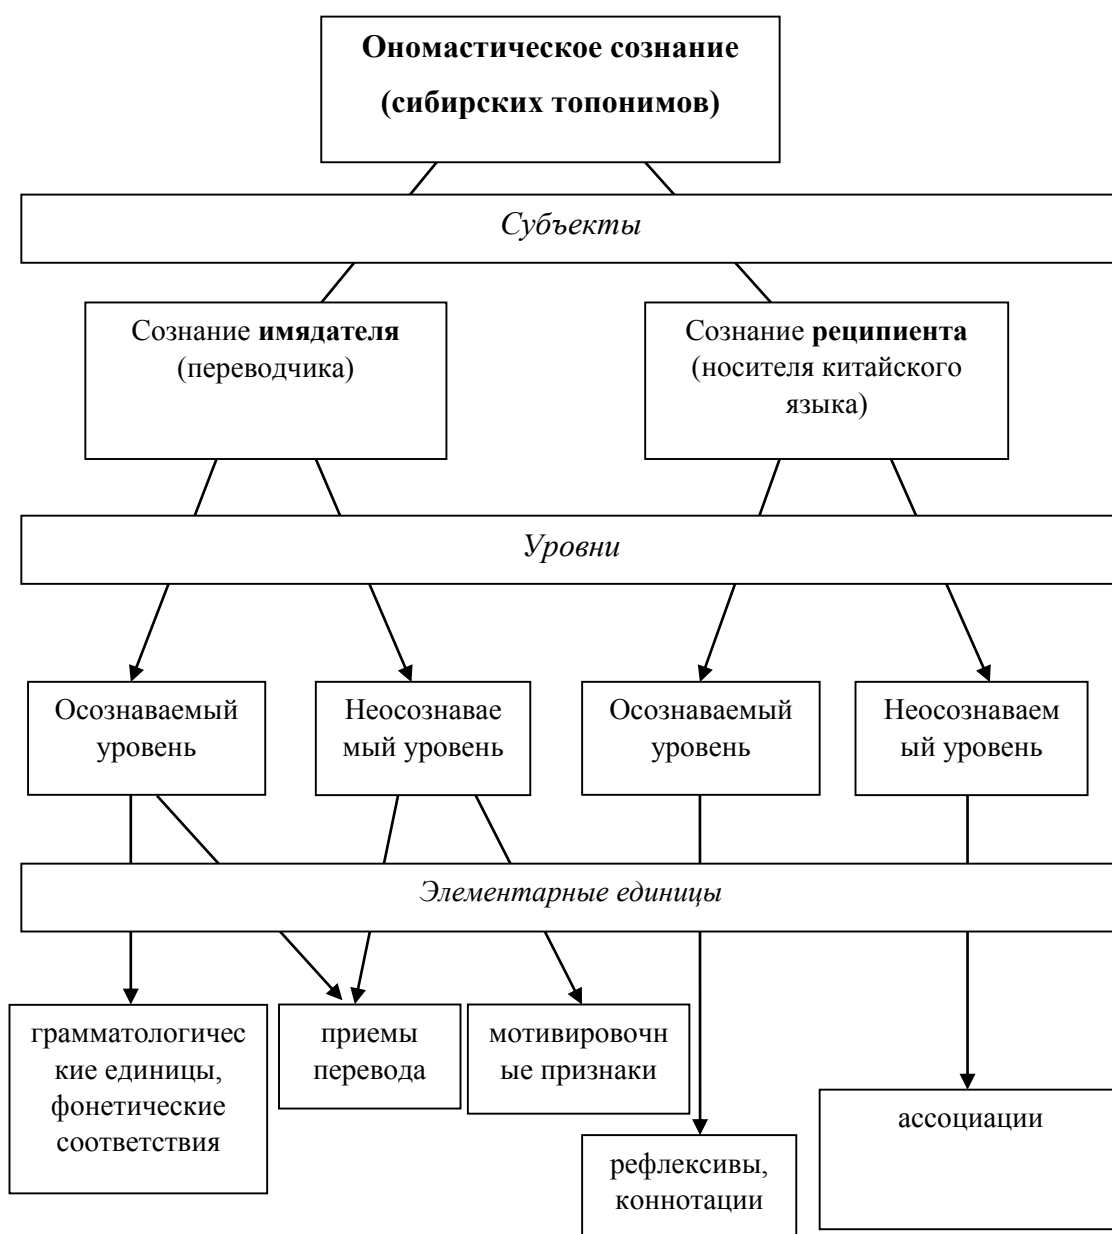 Ономастическое сознание
(сибирских топонимов)
Субъекты
Сознание имядателя
(переводчика)
Сознание реципиента
(носителя китайского
языка)
Уровни
Осознаваемый
уровень
Неосознавае
мый уровень
Осознаваемый
уровень
Неосознаваем
ый уровень
Элементарные единицы
грамматологичес
кие единицы,
фонетические
соответствия
приемы
перевода
мотивировочн
ые признаки
рефлексивы,
коннотации
ассоциации